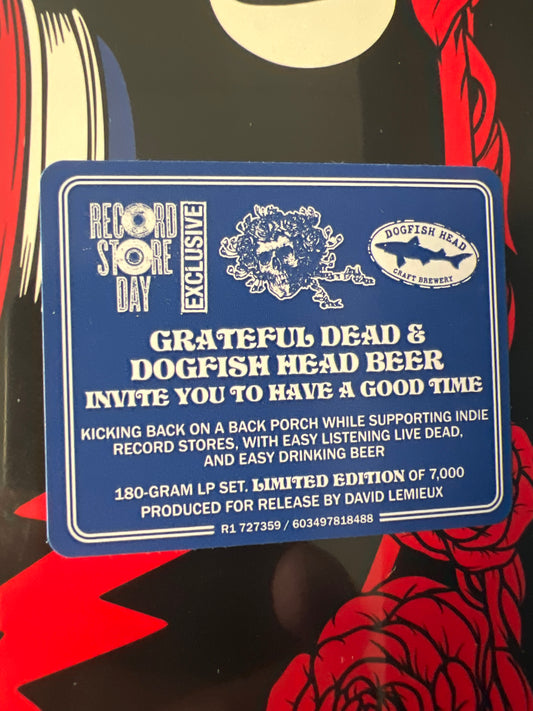 RECORD
STORE
DAY
EXCLUSIVE
DOGFISH HEAD
CRAFT BREWERY
GRATEFUL DEAD &
DOGFISH HEAD BEER
INVITE YOU TO HAVE A GOOD TIME
KICKING BACK ON A BACK PORCH WHILE SUPPORTING INDIE
RECORD STORES, WITH EASY LISTENING LIVE DEAD,
AND EASY DRINKING BEER
180-GRAM LP SET. LIMITED EDITION OF 7,000
PRODUCED FOR RELEASE BY DAVID LEMIEUX
R1 727359 / 603497818488